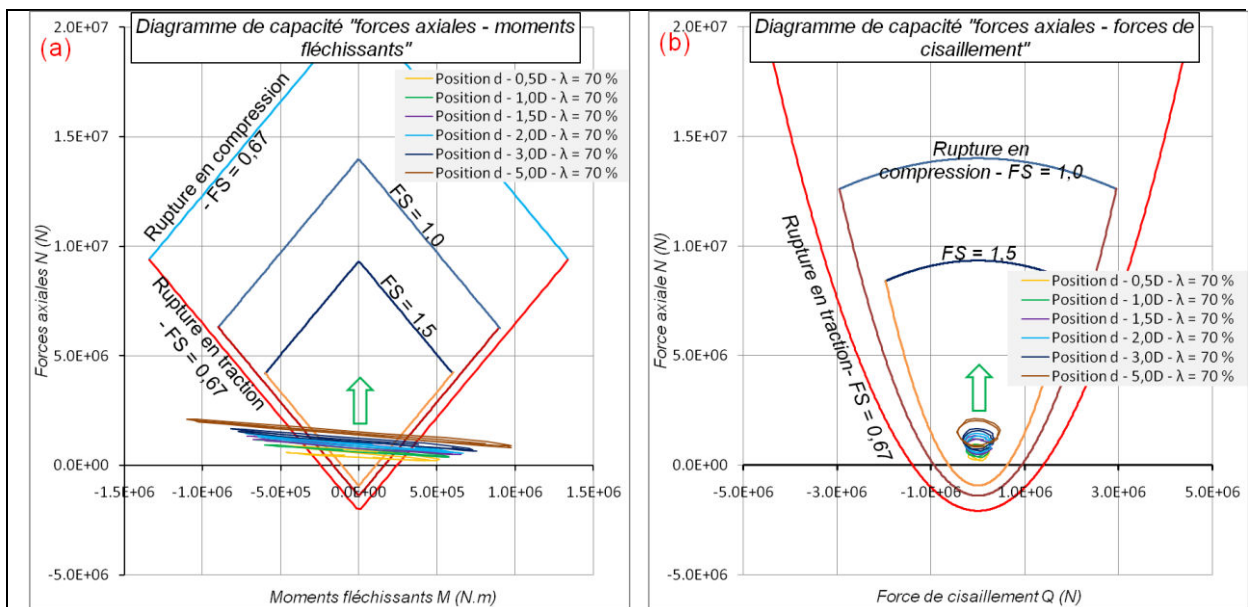 (a)
Diagramme de capacité "forces axiales - moments
fléchissants"
2.0E+07
1.5E+07
1.0E+07
5.0E+06
0.0E+00
-5.0E+06
-1.5E+06
-1.0E+06
-5.0E+05
0.0E+00
5.0E+05
1.0E+06
1.5E+06
Forces axiales N (N)
Moments fléchissants M (N.m)
Position d - 0,5D - λ = 70 %
Position d - 1,0D - λ = 70 %
Position d - 1,5D - λ = 70 %
Position d - 2,0D - λ = 70 %
Position d - 3,0D - λ = 70 %
Position d - 5,0D - λ = 70 %
Rupture en compression
- FS = 0,67
FS = 1,0
FS = 1,5
Rupture en traction
- FS = 0,67
(b)
Diagramme de capacité "forces axiales - forces de
cisaillement"
2.0E+07
1.5E+07
1.0E+07
5.0E+06
0.0E+00
-5.0E+06
-5.0E+06
-3.0E+06
-1.0E+06
1.0E+06
3.0E+06
5.0E+06
Forces axiale N (N)
Force de cisaillement Q (N)
Rupture en
compression - FS = 1,0
FS = 1,5
Rupture en traction- FS = 0,67
Position d - 0,5D - λ = 70 %
Position d - 1,0D - λ = 70 %
Position d - 1,5D - λ = 70 %
Position d - 2,0D - λ = 70 %
Position d - 3,0D - λ = 70 %
Position d - 5,0D - λ = 70 %